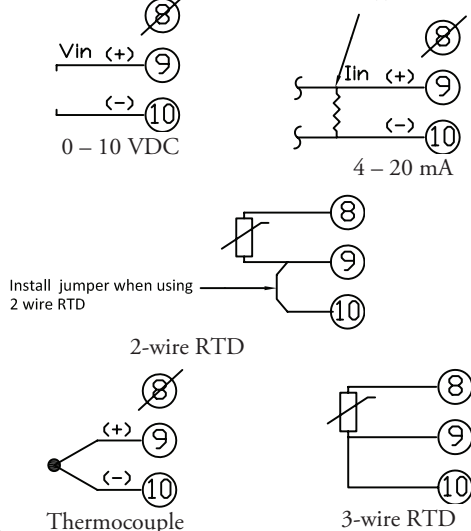 8
Vin (+) 9
(-) 10
0 – 10 VDC
8
Iin (+) 9
(-) 10
4 – 20 mA
8
9
10
Install jumper when using
2 wire RTD
2-wire RTD
8
(+) 9
(-) 10
Thermocouple
8
9
10
3-wire RTD